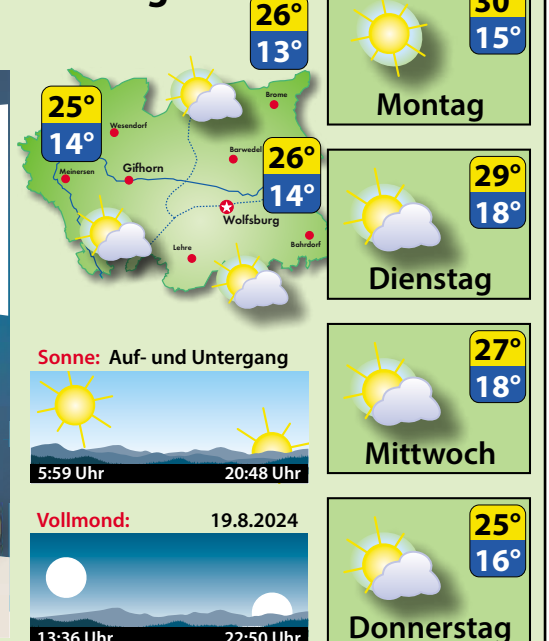 26°
13°
25°
14°
Brome
Wesendorf
Barwedel
26°
14°
Meinersen
Gifhorn
Wolfsburg
Lehre
Bahrdorf
Sonne: Auf- und Untergang
5:59 Uhr 20:48 Uhr
Vollmond: 19.8.2024
13:36 Uhr 22:50 Uhr
30°
15°
Montag
29°
18°
Dienstag
27°
18°
Mittwoch
25°
16°
Donnerstag